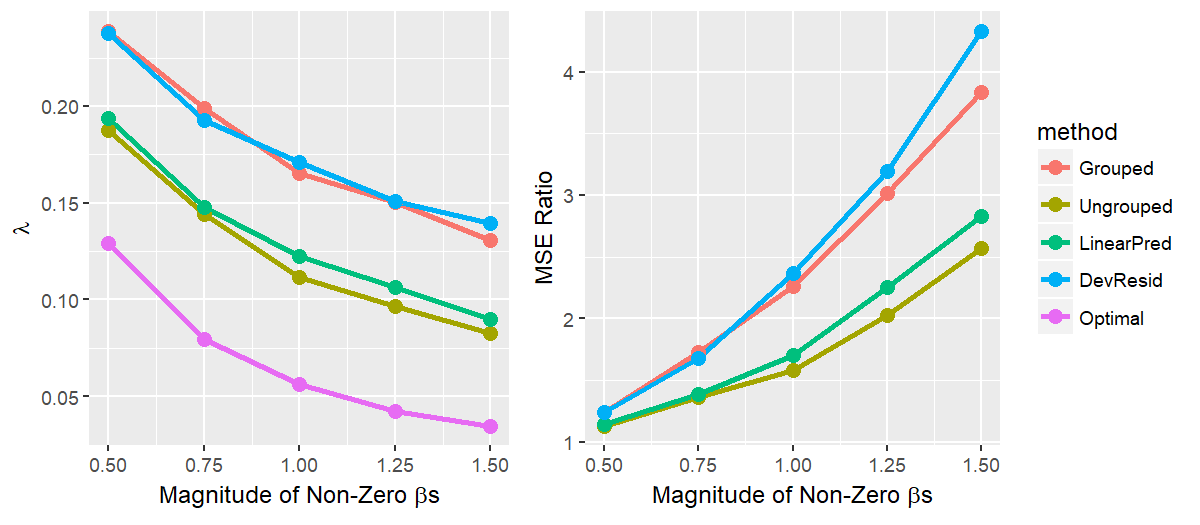 λ
0.20
0.15
0.10
0.05
0.50 0.75 1.00 1.25 1.50
Magnitude of Non-Zero βs
MSE Ratio
4
3
2
1
0.50 0.75 1.00 1.25 1.50
Magnitude of Non-Zero βs
method
Grouped
Ungrouped
LinearPred
DevResid
Optimal